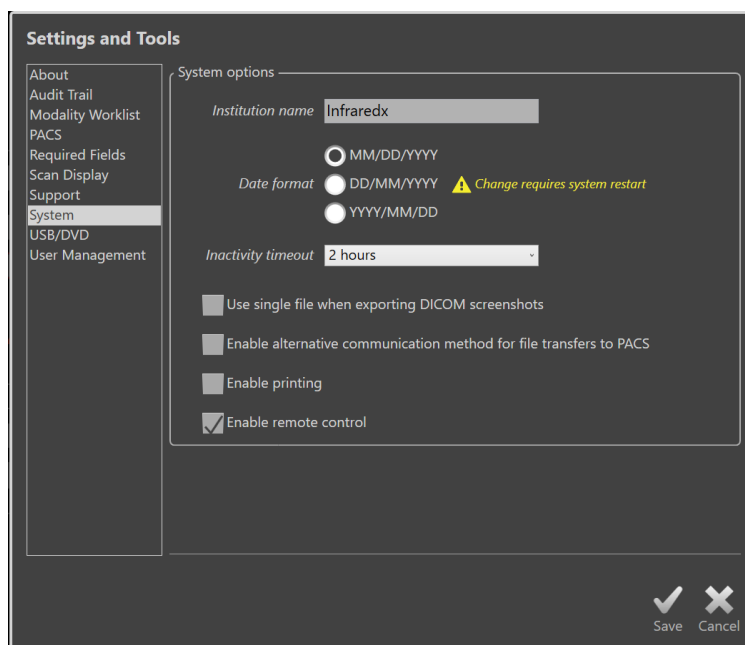 Settings and Tools
About
Audit Trail
Modality Worklist
PACS
Required Fields
Scan Display
Support
System
USB/DVD
User Management
System options
Institution name Infraredx
MM/DD/YYYY
Date format DD/MM/YYYY Change requires system restart
YYYY/MM/DD
Inactivity timeout 2 hours
Use single file when exporting DICOM screenshots
Enable alternative communication method for file transfers to PACS
Enable printing
Enable remote control
Save Cancel